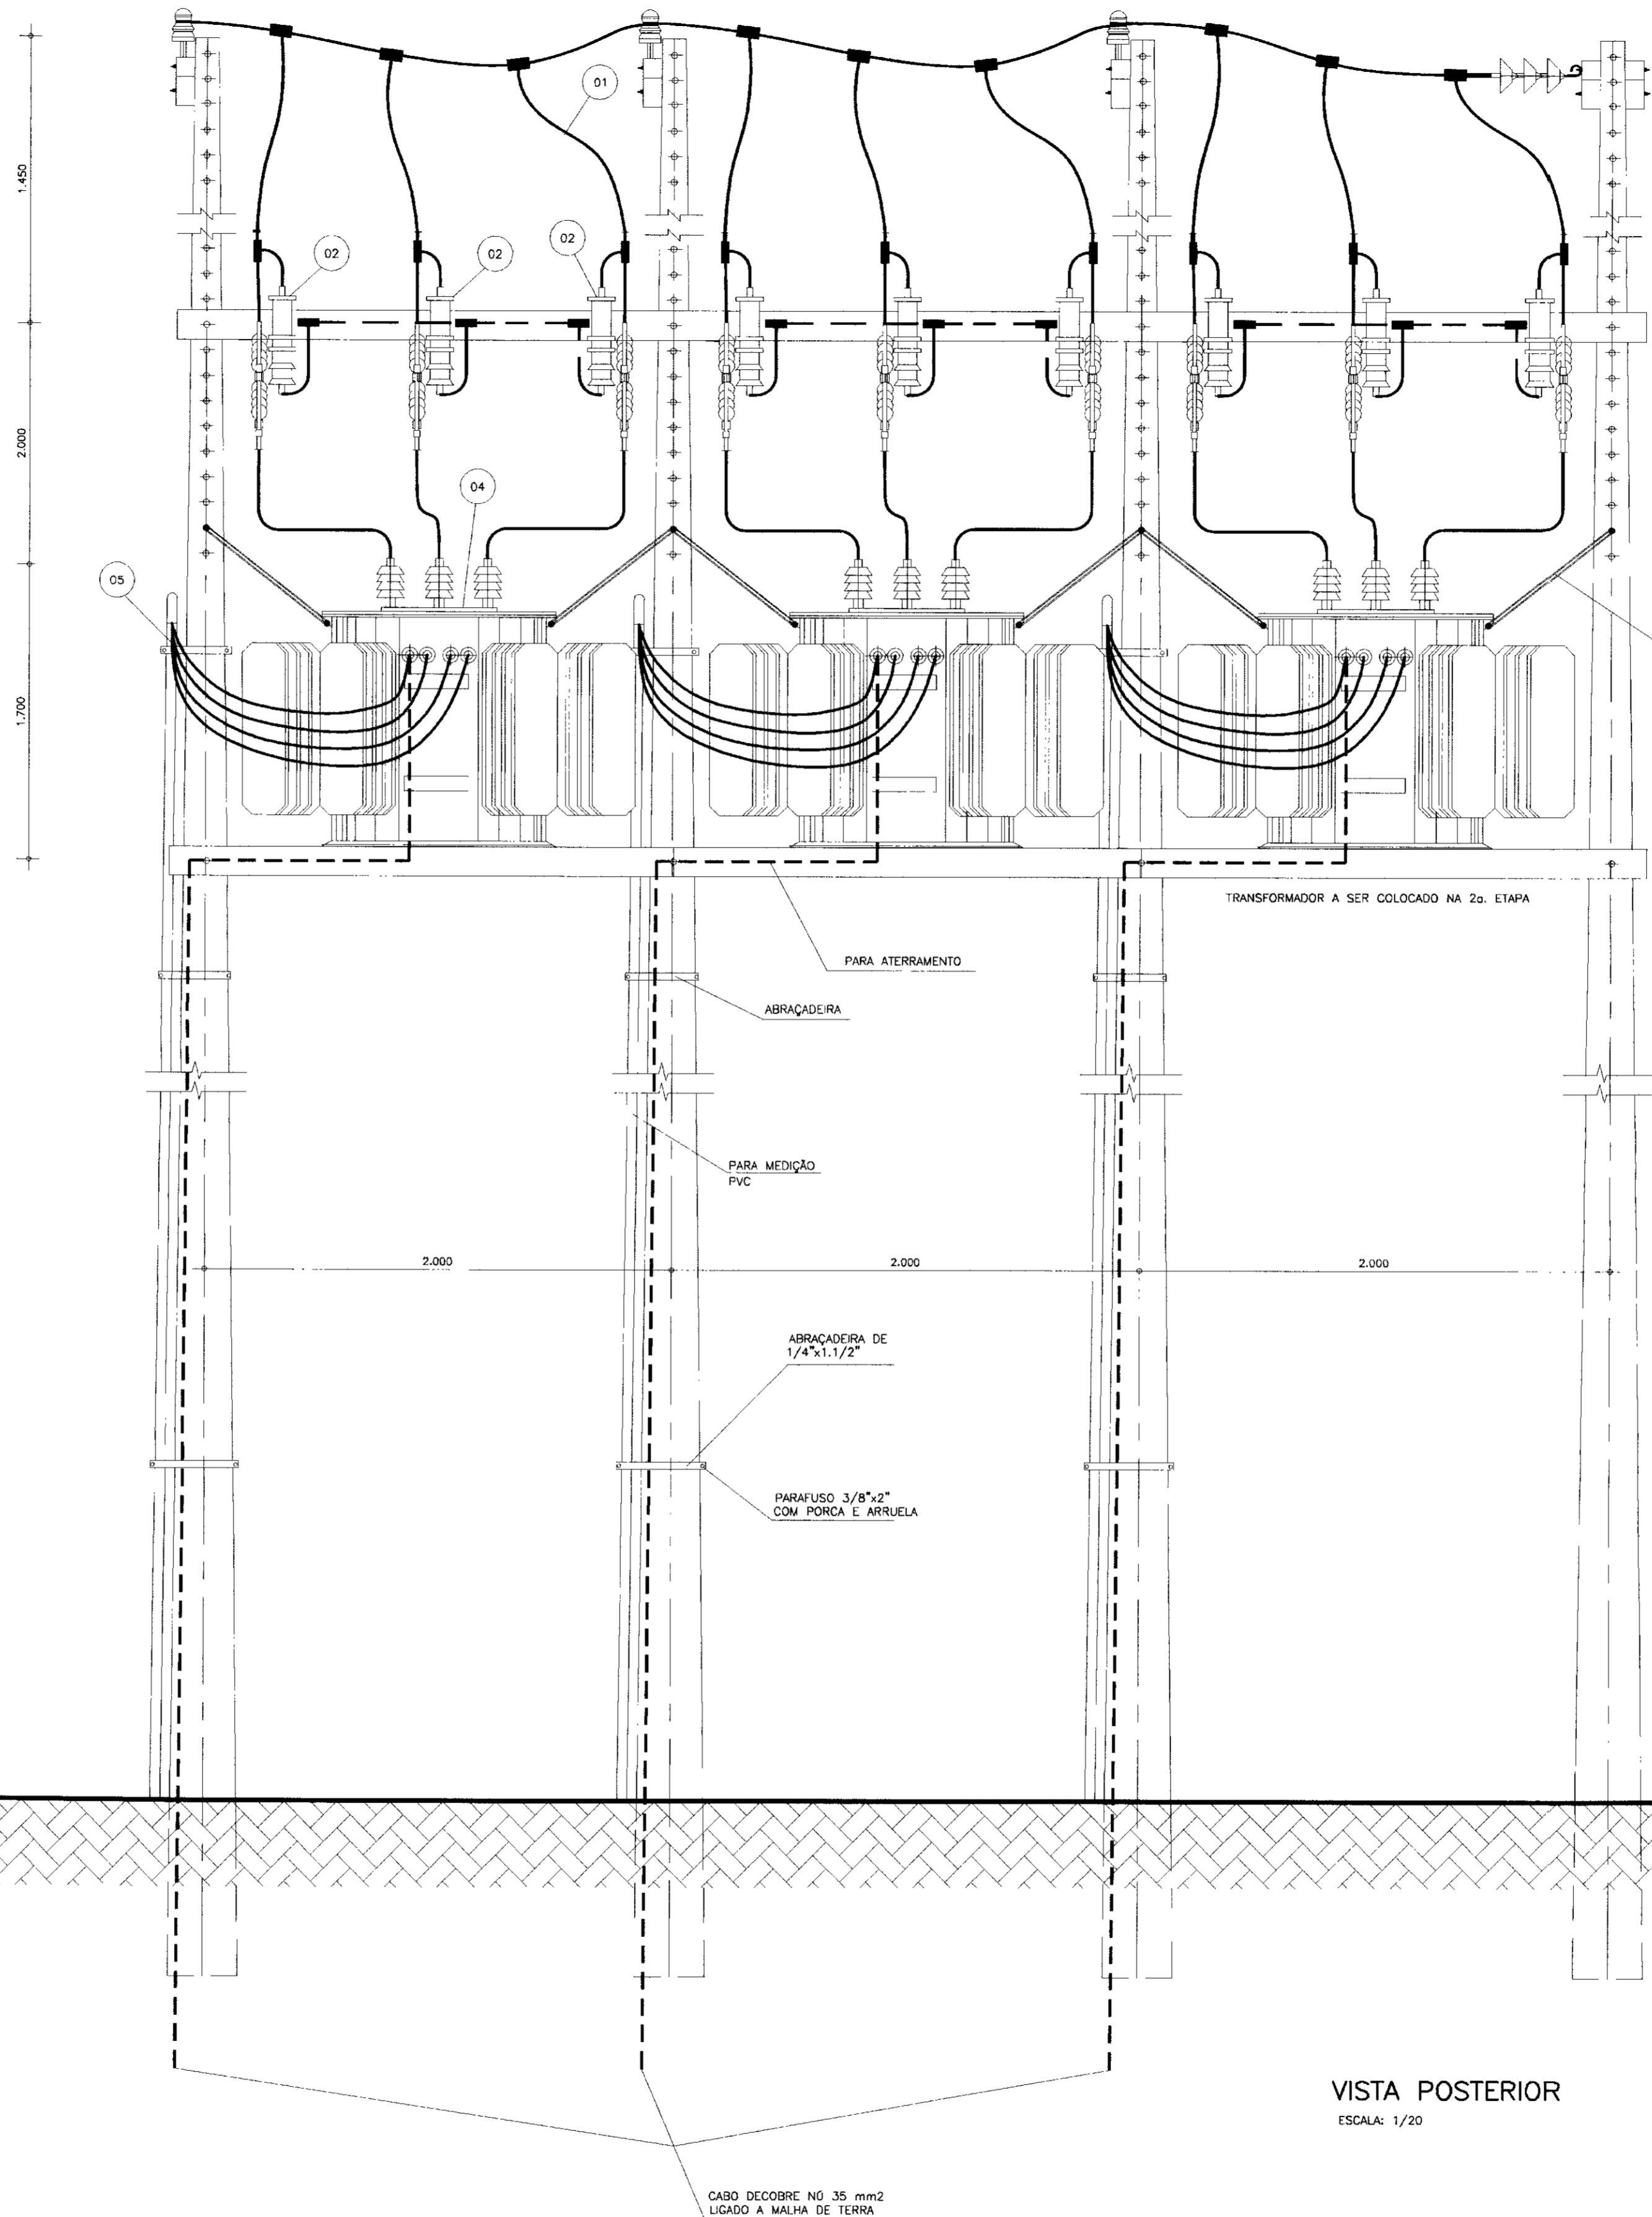 01
1.450
02
02
02
2.000
04
05
1.700
TRANSFORMADOR A SER COLOCADO NA 2a. ETAPA
PARA ATERRAMENTO
ABRAÇADEIRA
PARA MEDIÇÃO
PVC
2.000
2.000
2.000
ABRAÇADEIRA DE
1/4"x1.1/2"
PARAFUSO 3/8"x2"
COM PORCA E ARRUELA
VISTA POSTERIOR
ESCALA: 1/20
CABO DECOBRE NÚ 35 mm2
LIGADO A MALHA DE TERRA